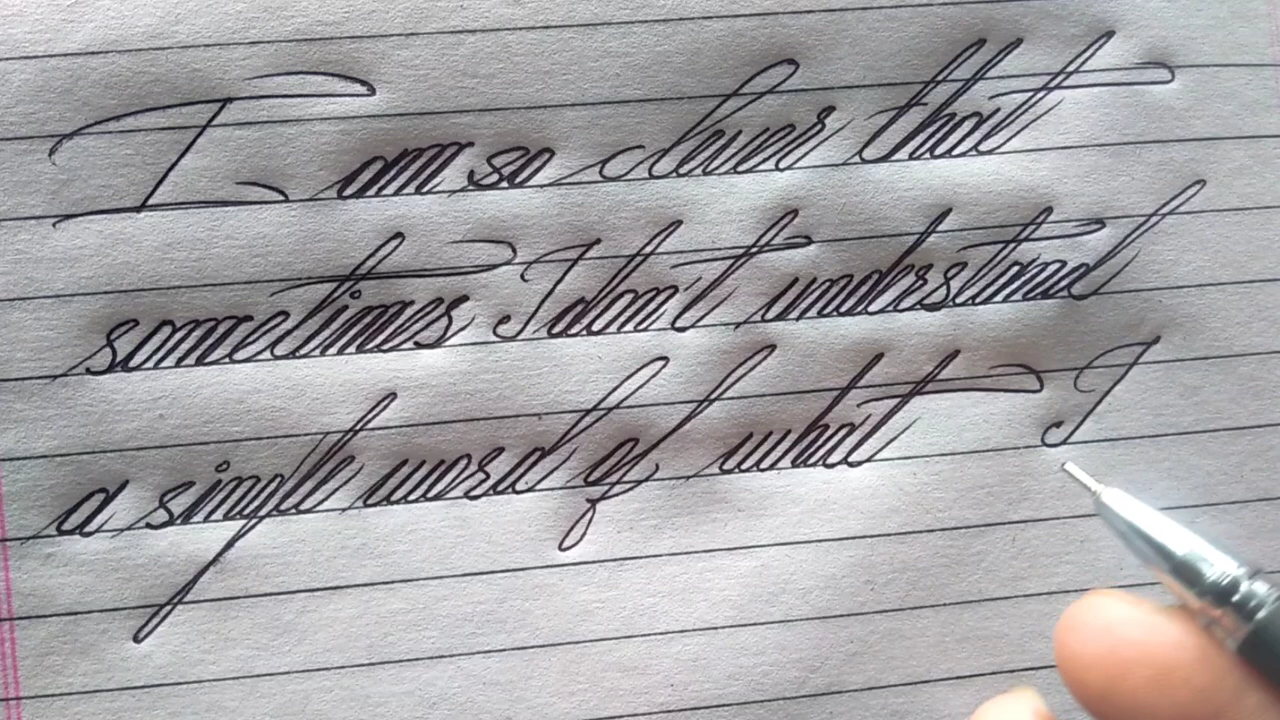 I am so clever that
sometimes I don't understand
a single word of what I